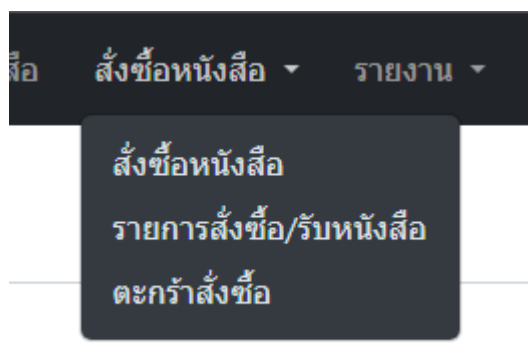 สั่งซื้อหนังสือ รายงาน
สั่งซื้อหนังสือ
รายการสั่งซื้อ/รับหนังสือ
ตะกร้าสั่งซื้อ